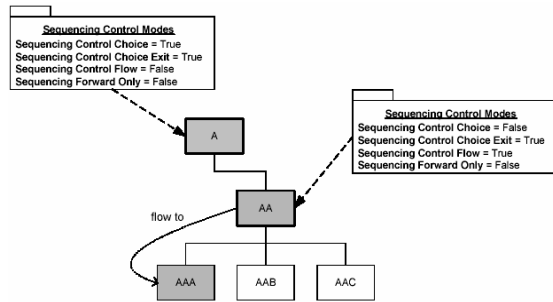 Sequencing Control Modes
Sequencing Control Choice = True
Sequencing Control Choice Exit = True
Sequencing Control Flow = False
Sequencing Forward Only = False
Sequencing Control Modes
Sequencing Control Choice = False
Sequencing Control Choice Exit = True
Sequencing Control Flow = True
Sequencing Forward Only = False
A
AA
flow to
AAA
AAB
AAC